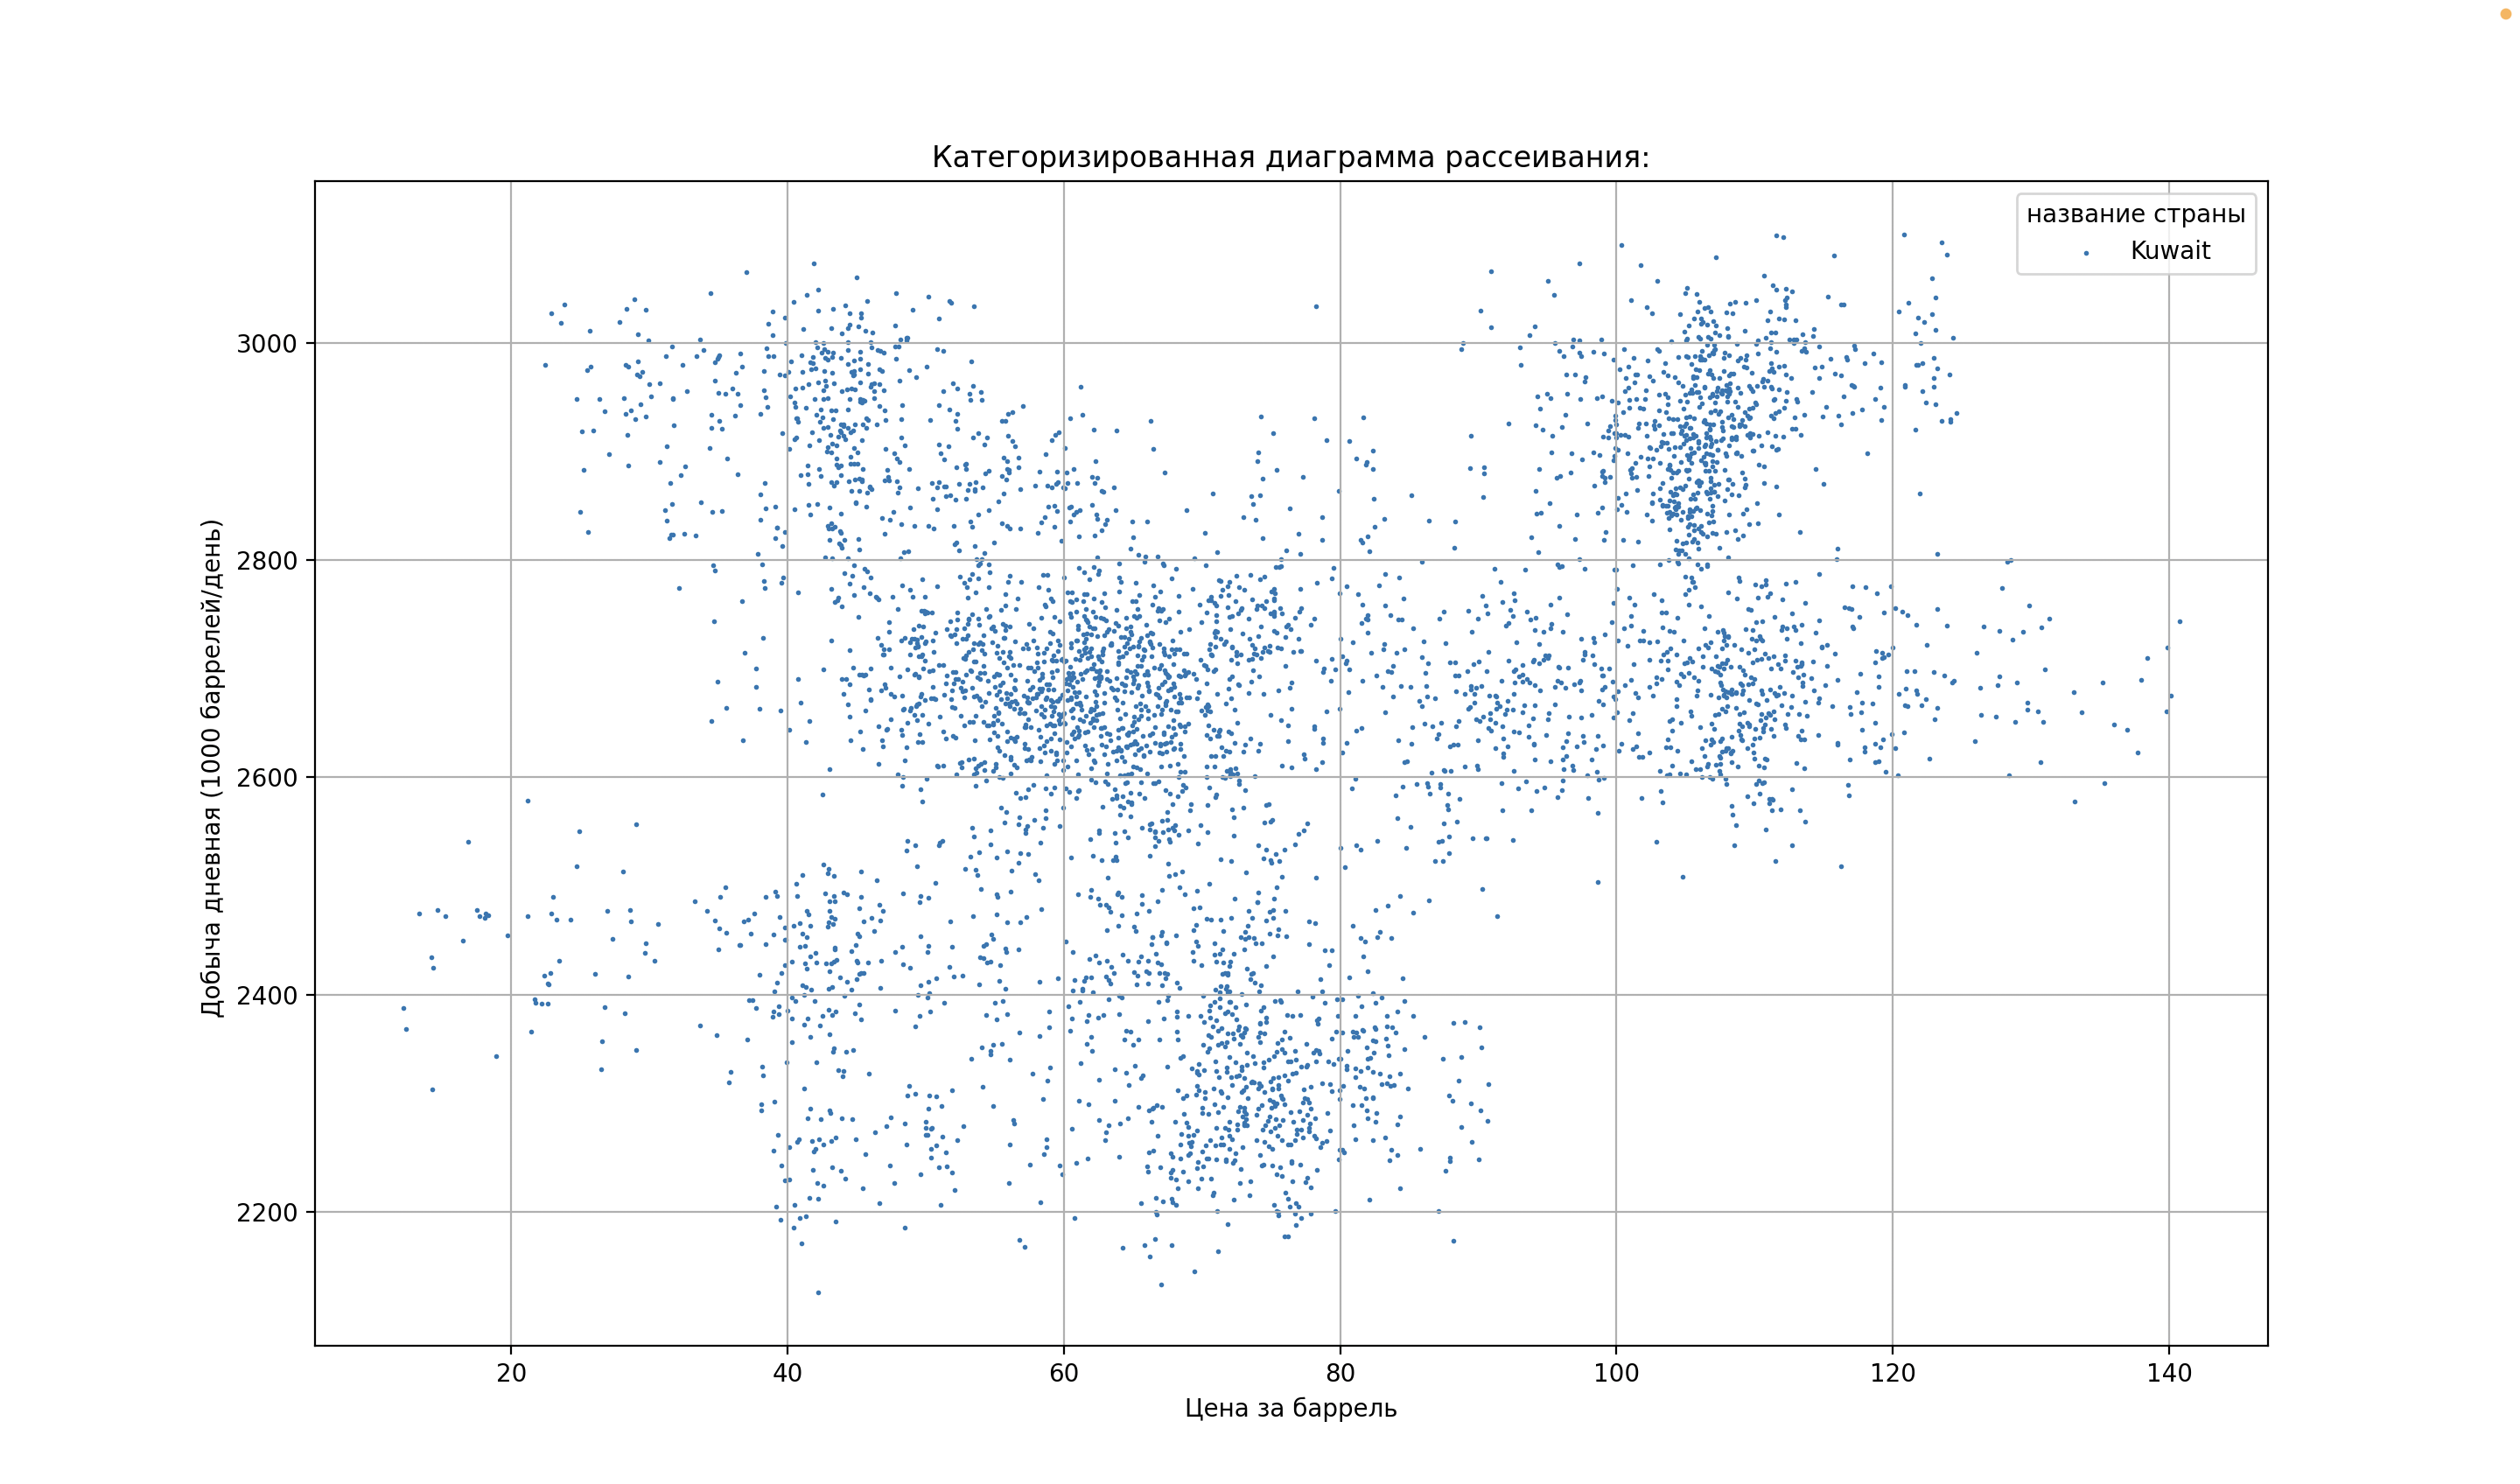 Категоризированная диаграмма рассеивания:
название страны
Kuwait
Добыча дневная (1000 баррелей/день)
3000
2800
2600
2400
2200
20
40
60
80
100
120
140
Цена за баррель